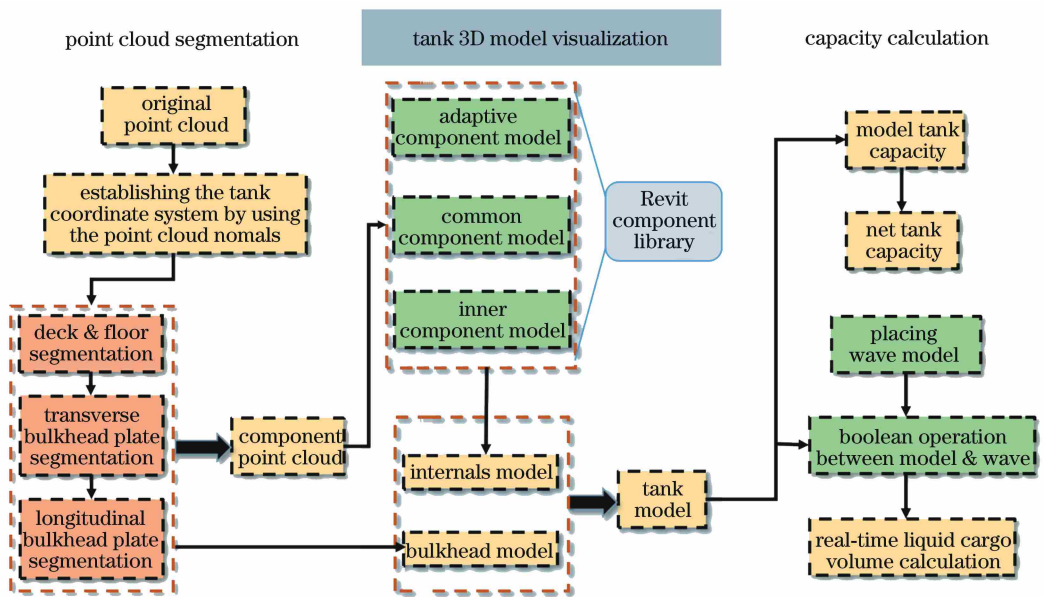 point cloud segmentation
tank 3D model visualization
capacity calculation
original
point cloud
establishing the tank
coordinate system by using
the point cloud nomals
deck & floor
segmentation
transverse
bulkhead plate
segmentation
longitudinal
bulkhead plate
segmentation
component
point cloud
adaptive
component model
common
component model
inner
component model
Revit
component
library
internals model
bulkhead model
tank
model
model tank
capacity
net tank
capacity
placing
wave model
boolean operation
between model & wave
real-time liquid cargo
volume calculation